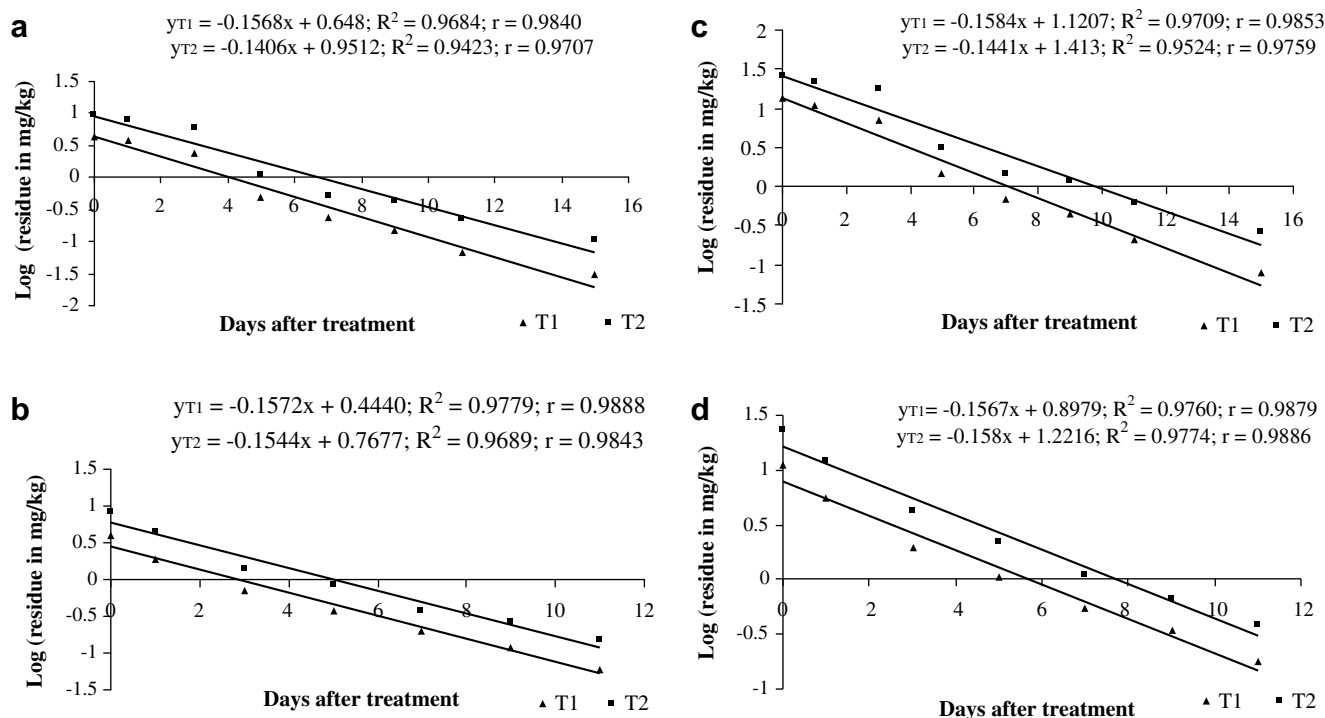 a
yT1 = -0.1568x + 0.648; R² = 0.9684; r = 0.9840
yT2 = -0.1406x + 0.9512; R² = 0.9423; r = 0.9707
1.5
1
0.5
0
-0.5
-1
-1.5
-2
0 2 4 6 8 10 12 14 16
Log (residue in mg/kg)
Days after treatment
T1 T2
b
yT1 = -0.1572x + 0.4440; R² = 0.9779; r = 0.9888
yT2 = -0.1544x + 0.7677; R² = 0.9689; r = 0.9843
1.5
1
0.5
0
-0.5
-1
-1.5
0 2 4 6 8 10 12
Log (residue in mg/kg)
Days after treatment
T1 T2
c
yT1 = -0.1584x + 1.1207; R² = 0.9709; r = 0.9853
yT2 = -0.1441x + 1.413; R² = 0.9524; r = 0.9759
2
1.5
1
0.5
0
-0.5
-1
-1.5
0 2 4 6 8 10 12 14 16
Log (residue in mg/kg)
Days after treatment
T1 T2
d
yT1= -0.1567x + 0.8979; R² = 0.9760; r = 0.9879
yT2 = -0.158x + 1.2216; R² = 0.9774; r = 0.9886
1.5
1
0.5
0
-0.5
-1
0 2 4 6 8 10 12
Log (residue in mg/kg)
Days after treatment
T1 T2